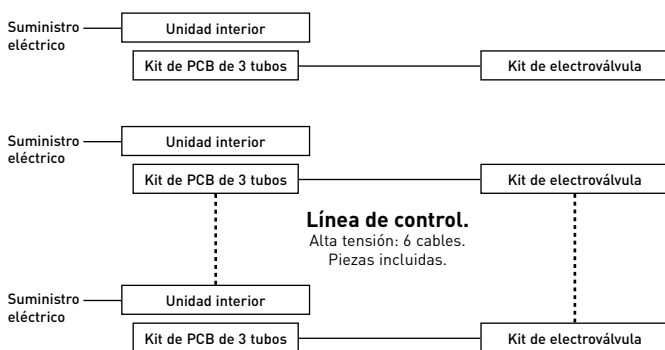 Suministro
eléctrico
Unidad interior
Kit de PCB de 3 tubos
Kit de electroválvula
Suministro
eléctrico
Unidad interior
Kit de PCB de 3 tubos
Kit de electroválvula
Línea de control.
Alta tensión: 6 cables.
Piezas incluidas.
Suministro
eléctrico
Unidad interior
Kit de PCB de 3 tubos
Kit de electroválvula